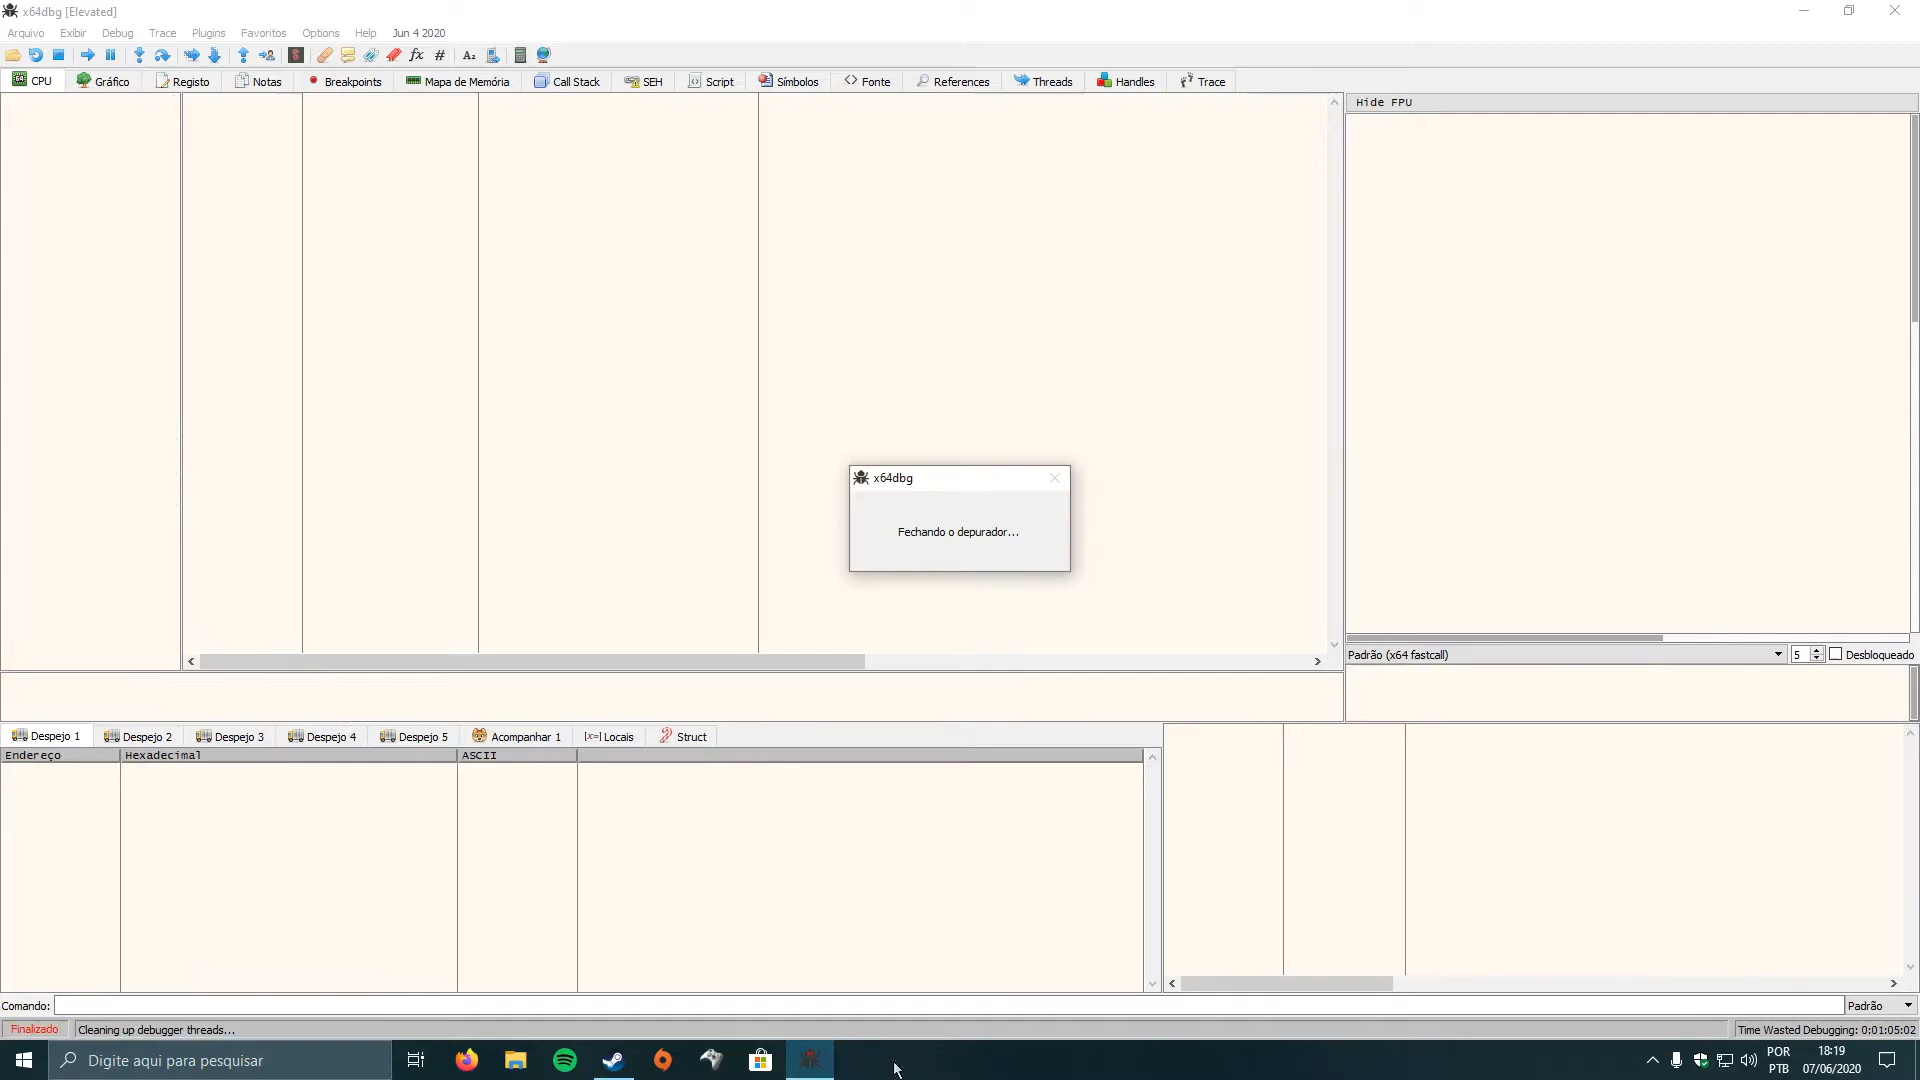 x64dbg [Elevated]
Arquivo Exibir Debug Trace Plugins Favoritos Options Help Jun 4 2020
CPU Gráfico Registo Notas Breakpoints Mapa de Memória Call Stack SEH Script Símbolos Fonte References Threads Handles Trace
Hide FPU
x64dbg
Fechando o depurador...
Padrão (x64 fastcall) 5 Desbloqueado
Despejo 1 Despejo 2 Despejo 3 Despejo 4 Despejo 5 Acompanhar 1 [x=] Locais Struct
Endereço Hexadecimal ASCII
Comando: Padrão
Finalizado Cleaning up debugger threads... Time Wasted Debugging: 0:01:05:02
Digite aqui para pesquisar
POR
PTB
18:19
07/06/2020